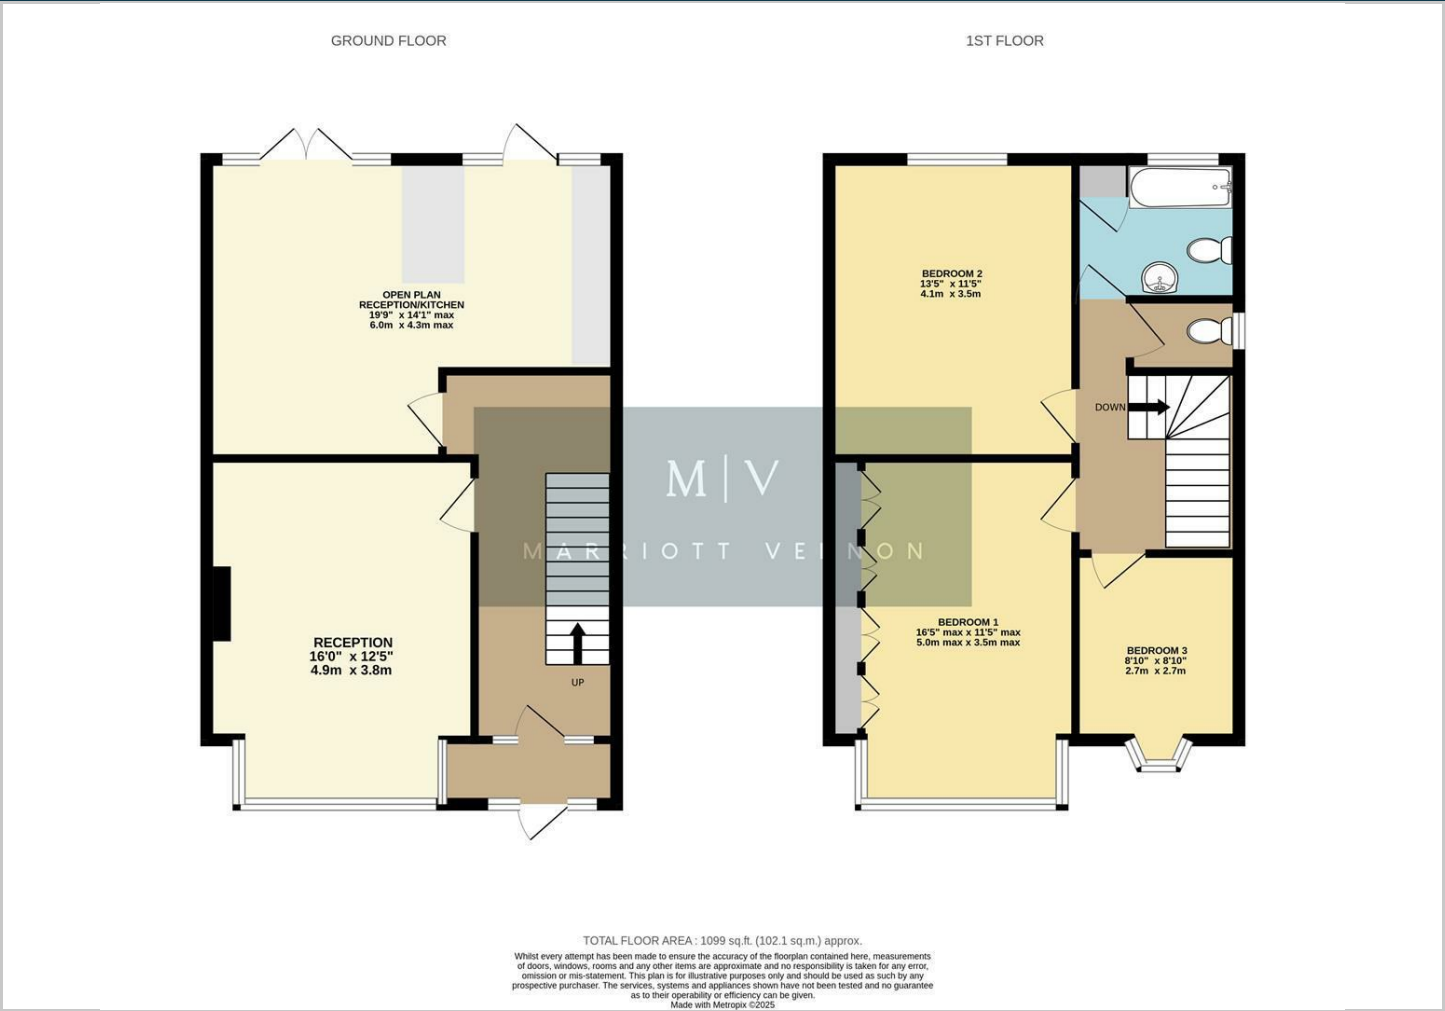 GROUND FLOOR
1ST FLOOR
OPEN PLAN
RECEPTION/KITCHEN
19'9" x 14'1" max
6.0m x 4.3m max
BEDROOM 2
13'5" x 11'5"
4.1m x 3.5m
DOWN
M|V
MARRIOTT VERNON
RECEPTION
16'0" x 12'5"
4.9m x 3.8m
UP
BEDROOM 1
16'5" max x 11'5" max
5.0m max x 3.5m max
BEDROOM 3
8'10" x 8'10"
2.7m x 2.7m
TOTAL FLOOR AREA : 1099 sq.ft. (102.1 sq.m.) approx.
Whilst every attempt has been made to ensure the accuracy of the floorplan contained here, measurements
of doors, windows, rooms and any other items are approximate and no responsibility is taken for any error,
omission or mis-statement. This plan is for illustrative purposes only and should be used as such by any
prospective purchaser. The services, systems and appliances shown have not been tested and no guarantee
as to their operability or efficiency can be given.
Made with Metropix ©2025